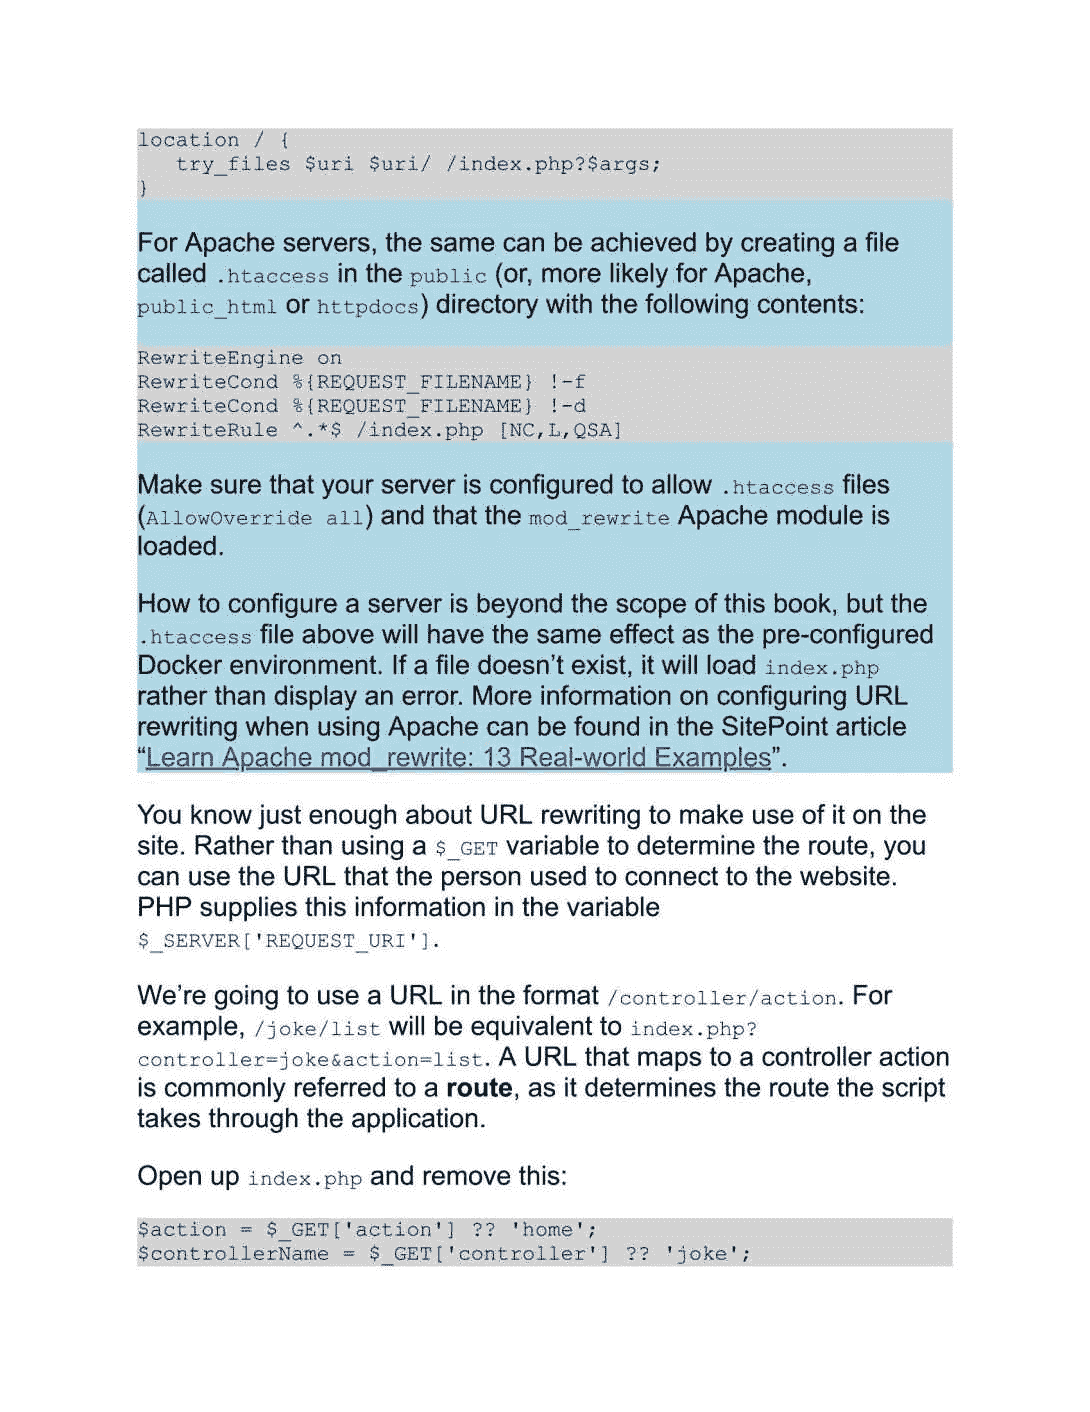 location / {
   try_files $uri $uri/ /index.php?$args;
}
For Apache servers, the same can be achieved by creating a file
called .htaccess in the public (or, more likely for Apache,
public_html or httpdocs) directory with the following contents:
RewriteEngine on
RewriteCond %{REQUEST_FILENAME} !-f
RewriteCond %{REQUEST_FILENAME} !-d
RewriteRule ^.*$ /index.php [NC,L,QSA]
Make sure that your server is configured to allow .htaccess files
(AllowOverride all) and that the mod_rewrite Apache module is
loaded.
How to configure a server is beyond the scope of this book, but the
.htaccess file above will have the same effect as the pre-configured
Docker environment. If a file doesn’t exist, it will load index.php
rather than display an error. More information on configuring URL
rewriting when using Apache can be found in the SitePoint article
“Learn Apache mod_rewrite: 13 Real-world Examples”.
You know just enough about URL rewriting to make use of it on the
site. Rather than using a $_GET variable to determine the route, you
can use the URL that the person used to connect to the website.
PHP supplies this information in the variable
$_SERVER['REQUEST_URI'].
We’re going to use a URL in the format /controller/action. For
example, /joke/list will be equivalent to index.php?
controller=joke&action=list. A URL that maps to a controller action
is commonly referred to a route, as it determines the route the script
takes through the application.
Open up index.php and remove this:
$action = $_GET['action'] ?? 'home';
$controllerName = $_GET['controller'] ?? 'joke';